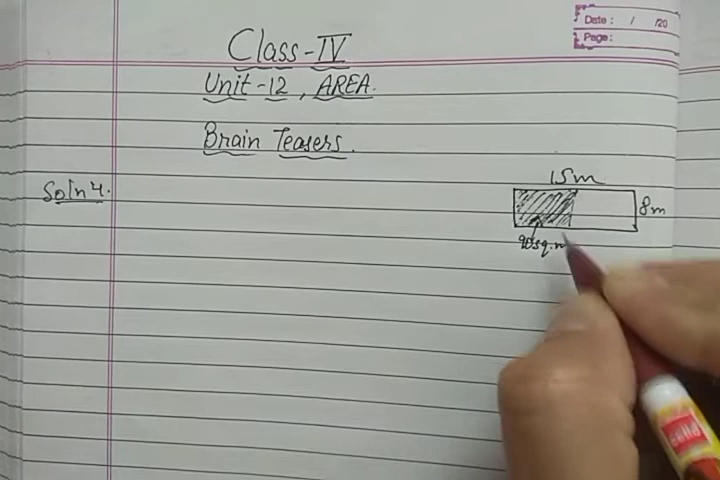 Date: / /20
Page:
Class-IV
Unit-12, AREA.
Brain Teasers.
Soln 4.
15m
8m
90sq.m